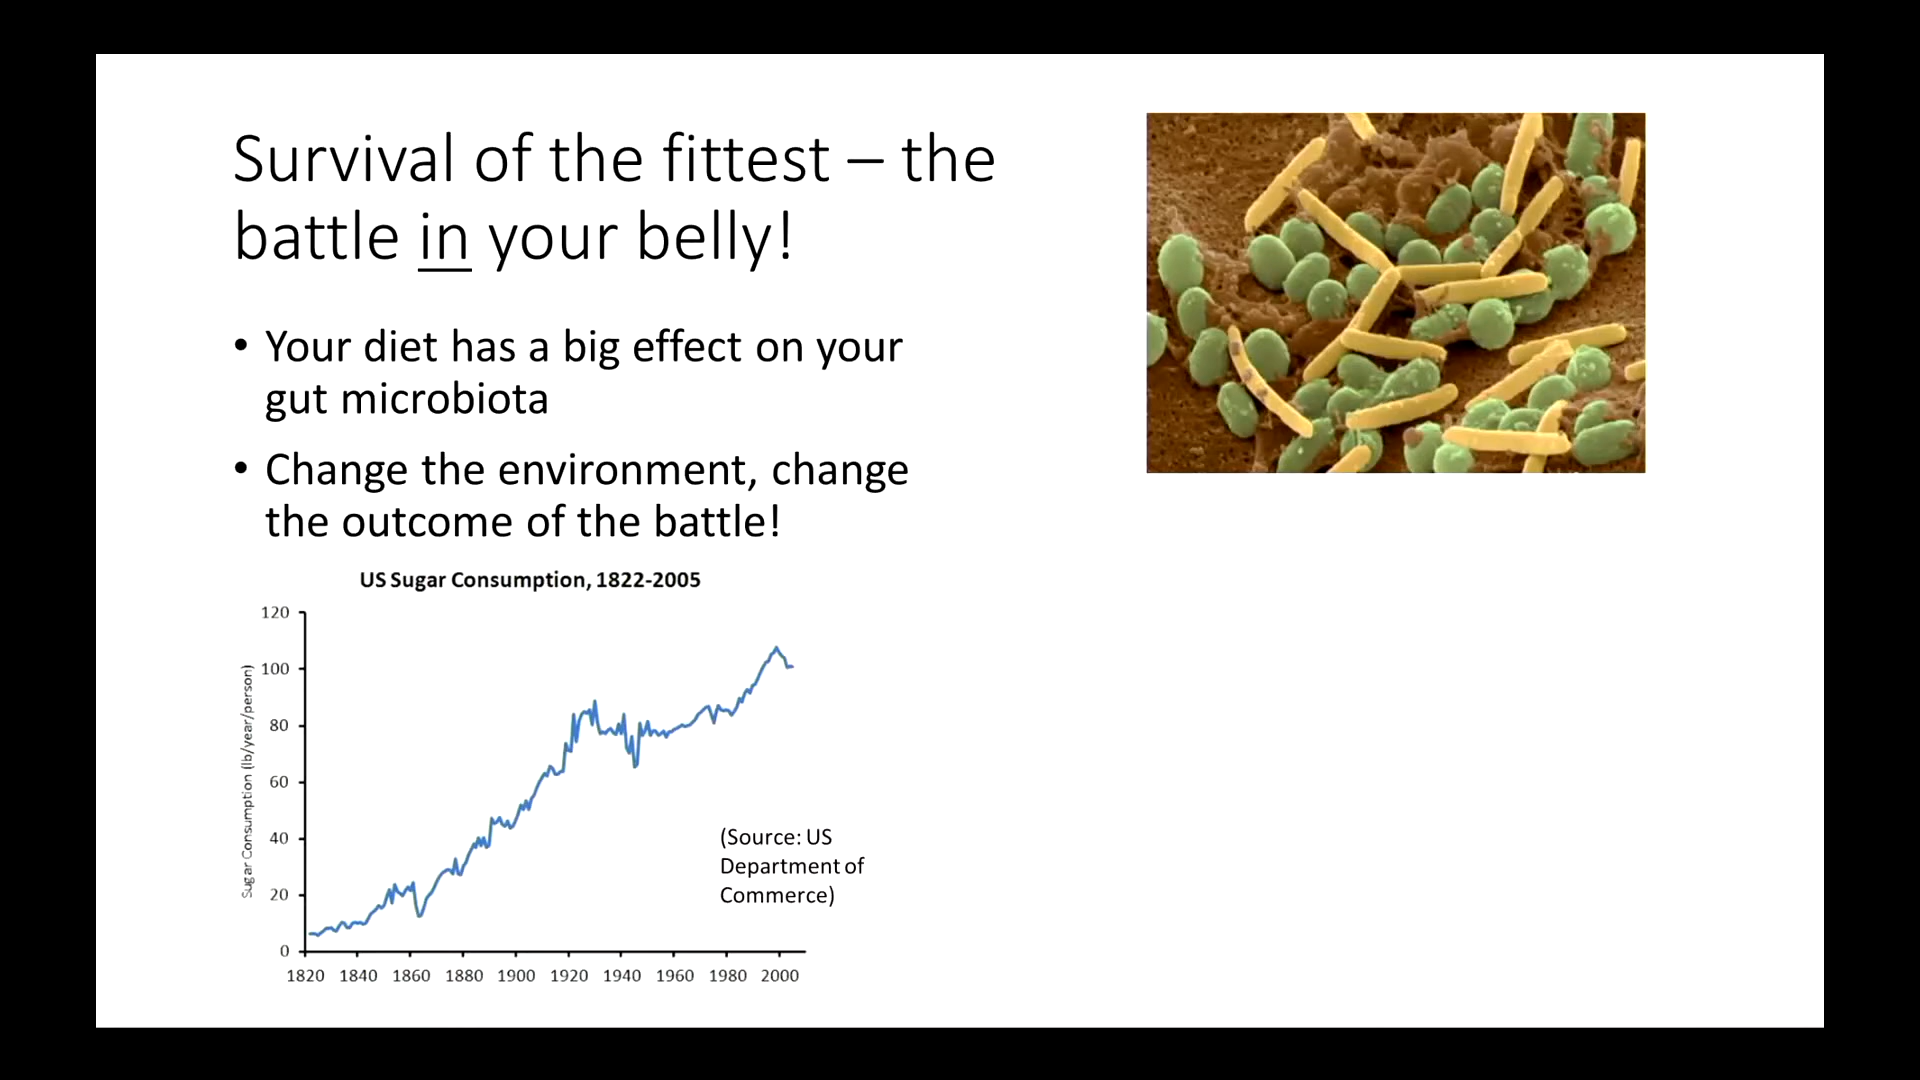 Survival of the fittest – the
battle in your belly!
• Your diet has a big effect on your
gut microbiota
• Change the environment, change
the outcome of the battle!
US Sugar Consumption, 1822-2005
Sugar Consumption (lb/year/person)
120
100
80
60
40
20
0
1820 1840 1860 1880 1900 1920 1940 1960 1980 2000
(Source: US
Department of
Commerce)